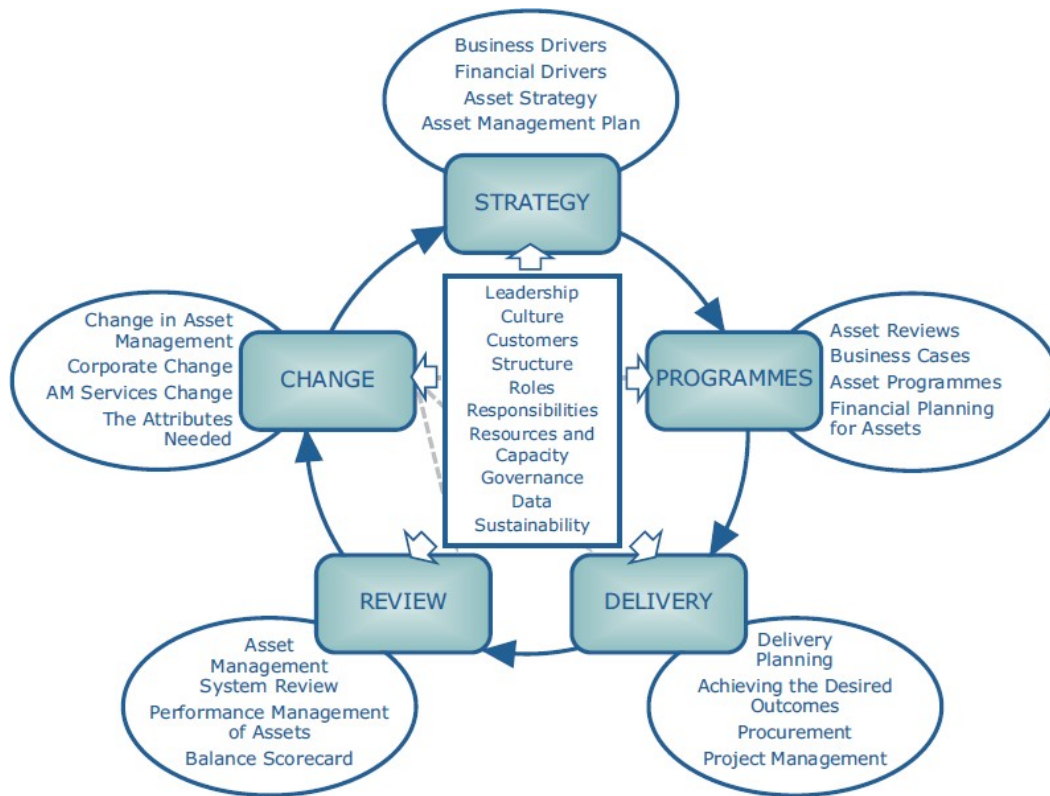 Business Drivers
Financial Drivers
Asset Strategy
Asset Management Plan
STRATEGY
Leadership
Culture
Customers
Structure
Roles
Responsibilities
Resources and
Capacity
Governance
Data
Sustainability
Change in Asset
Management
Corporate Change
AM Services Change
The Attributes
Needed
CHANGE
PROGRAMMES
Asset Reviews
Business Cases
Asset Programmes
Financial Planning
for Assets
REVIEW
Asset
Management
System Review
Performance Management
of Assets
Balance Scorecard
DELIVERY
Delivery
Planning
Achieving the Desired
Outcomes
Procurement
Project Management